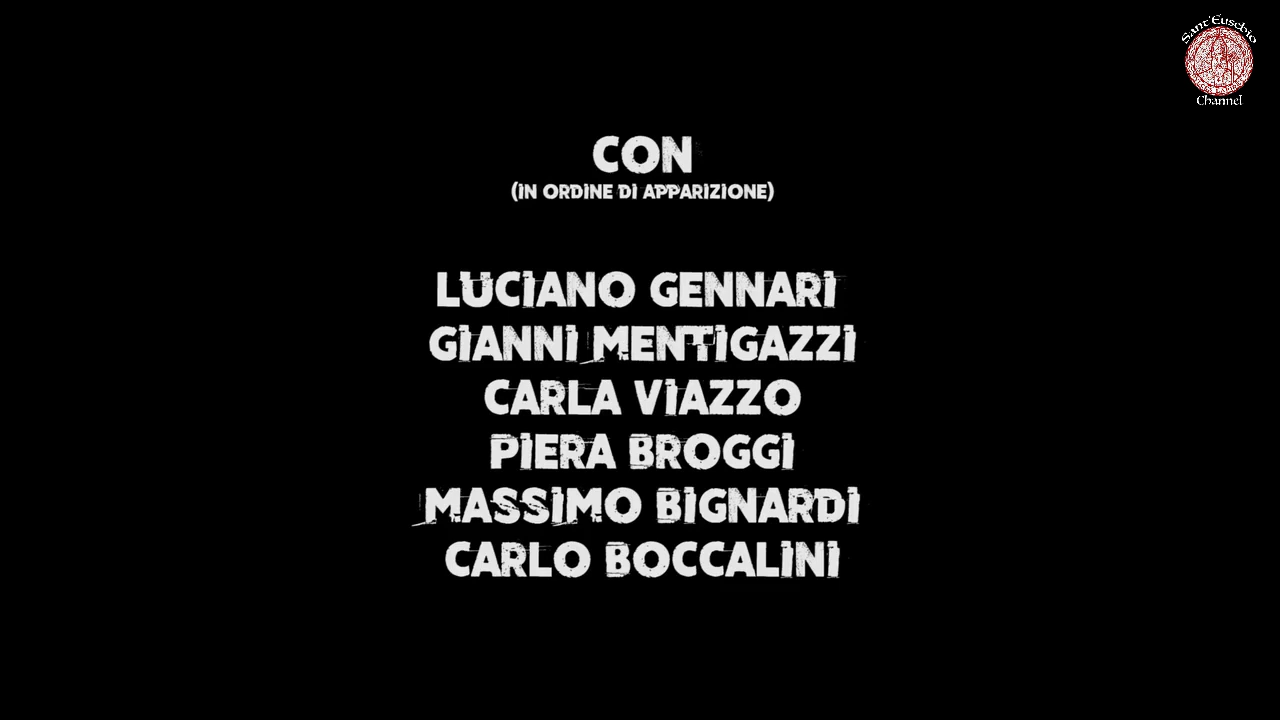 Sant'Eusebio
Channel
CON
(IN ORDINE DI APPARIZIONE)
LUCIANO GENNARI
GIANNI MENTIGAZZI
CARLA VIAZZO
PIERA BROGGI
MASSIMO BIGNARDI
CARLO BOCCALINI